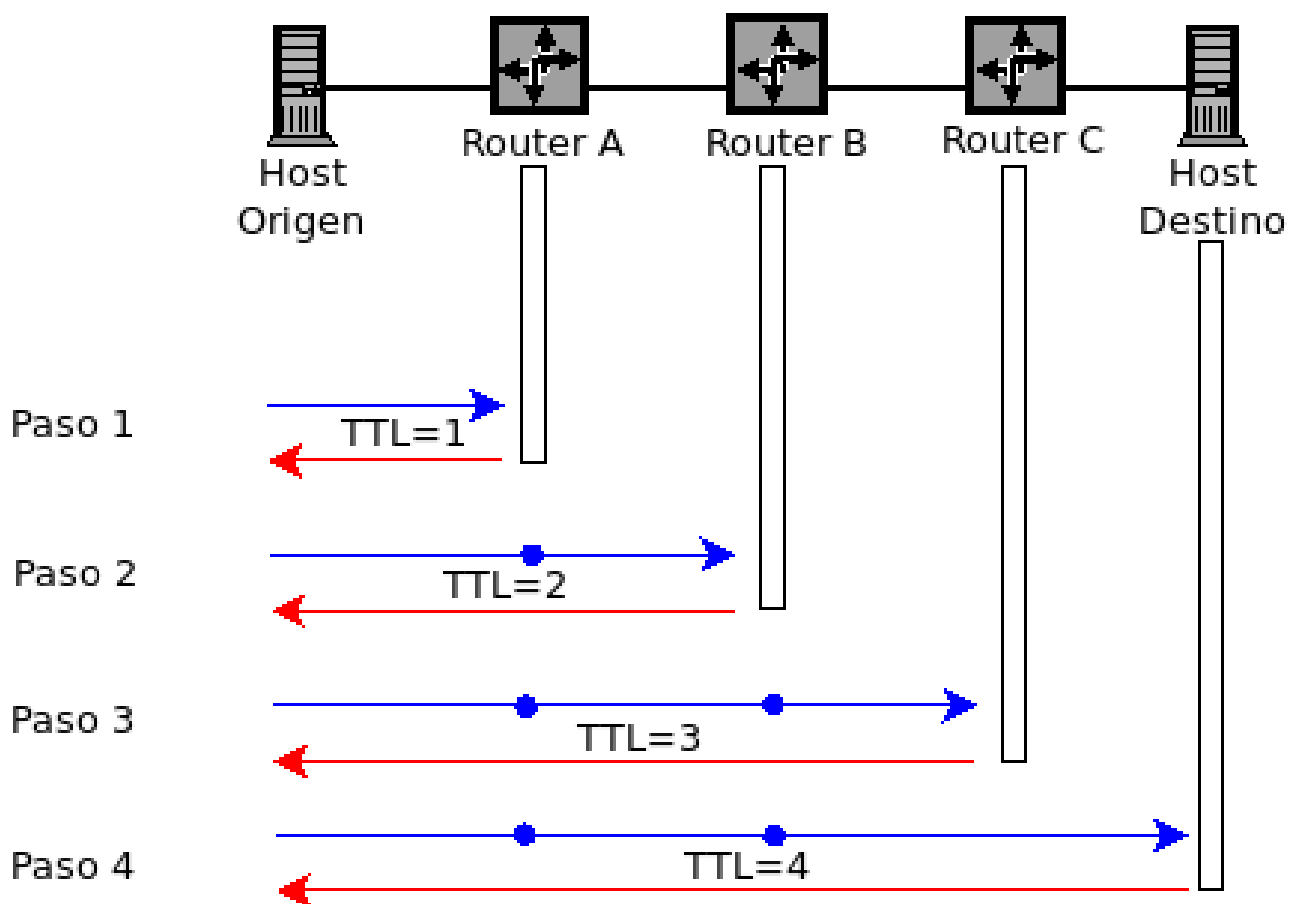 Router A
Router B
Router C
Host
Origen
Host
Destino
Paso 1
TTL=1
Paso 2
TTL=2
Paso 3
TTL=3
Paso 4
TTL=4